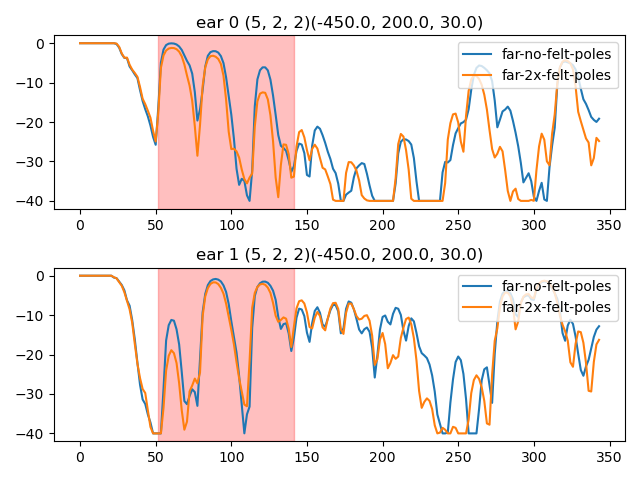 ear 0 (5, 2, 2)(-450.0, 200.0, 30.0)
0
−10
−20
−30
−40
far-no-felt-poles
far-2x-felt-poles
0 50 100 150 200 250 300 350
ear 1 (5, 2, 2)(-450.0, 200.0, 30.0)
0
−10
−20
−30
−40
far-no-felt-poles
far-2x-felt-poles
0 50 100 150 200 250 300 350